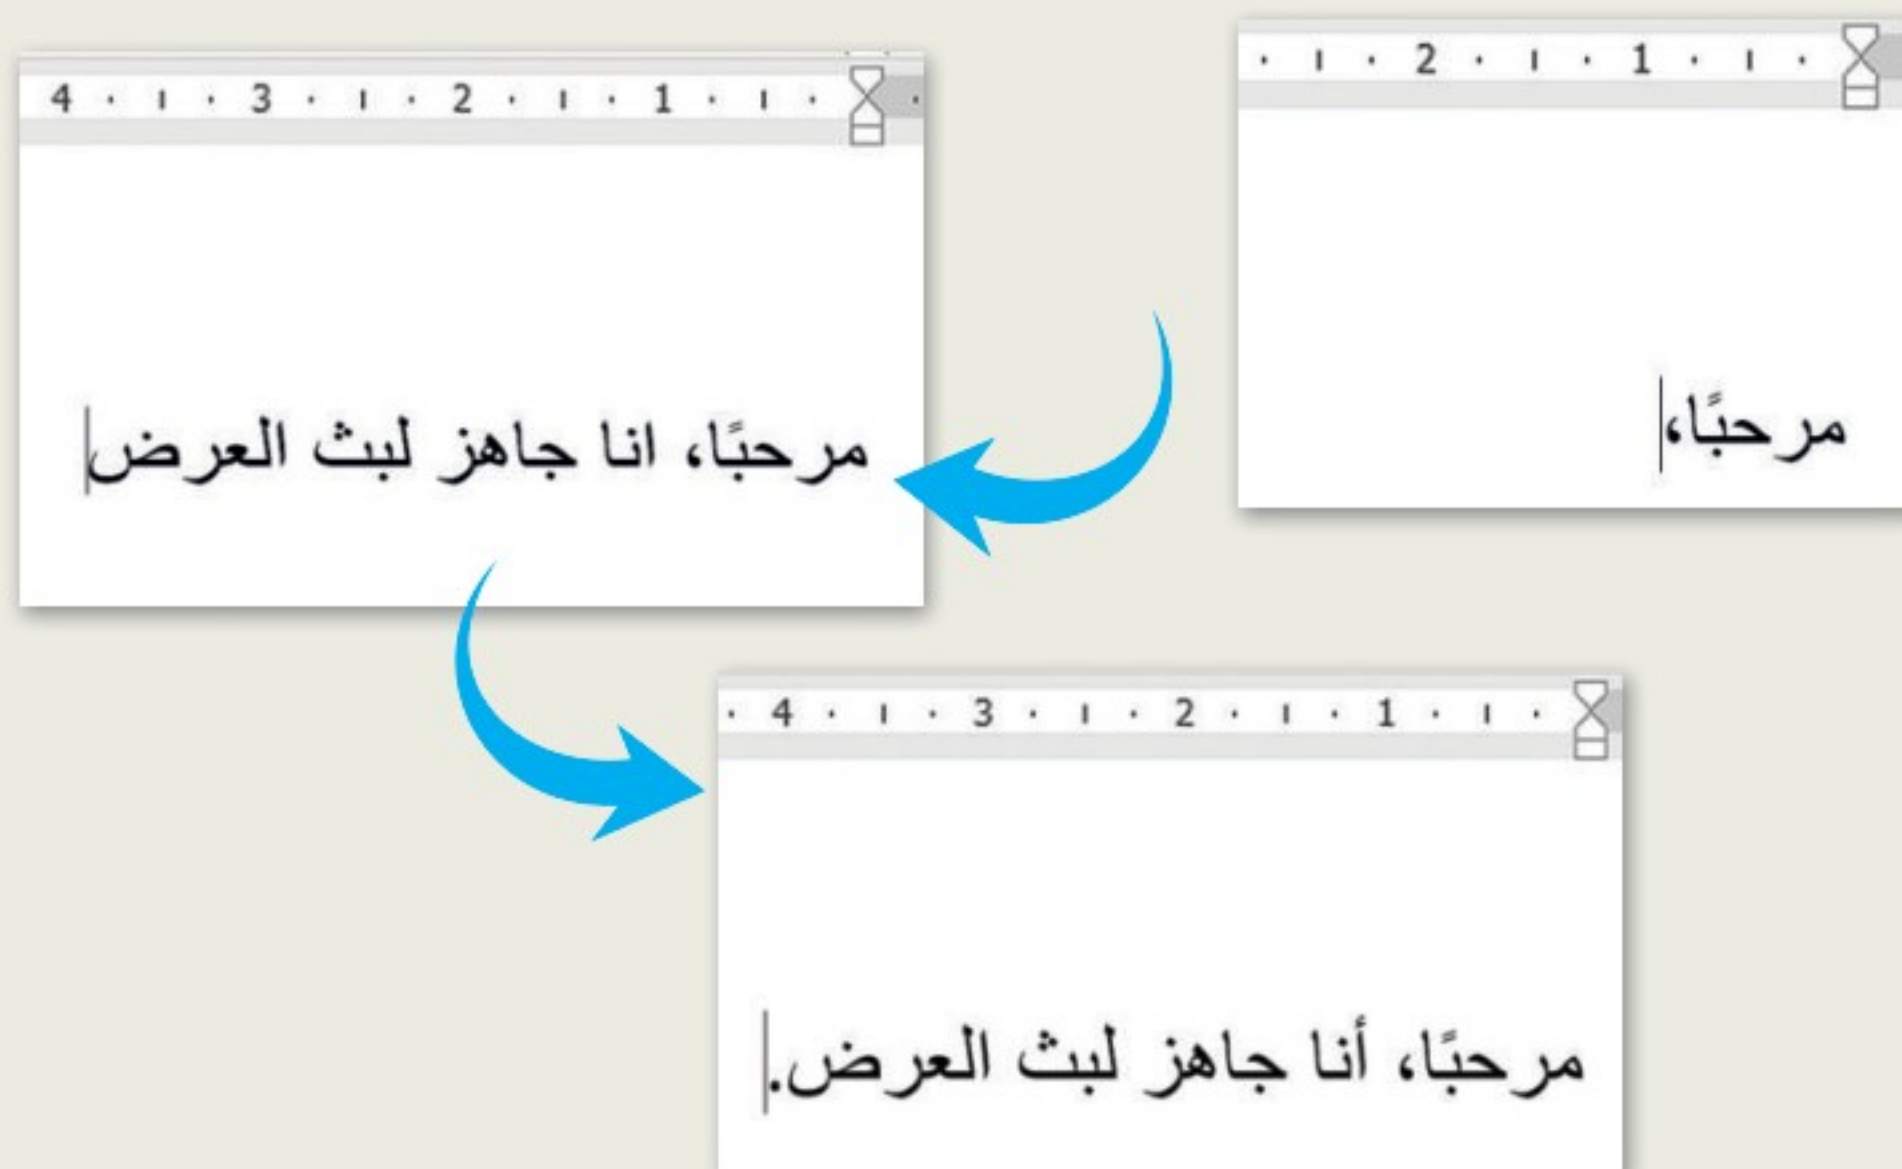 1 2
مرحبًا،
1 2 3 4
مرحبًا، انا جاهز لبث العرض
1 2 3 4
مرحبًا، أنا جاهز لبث العرض.